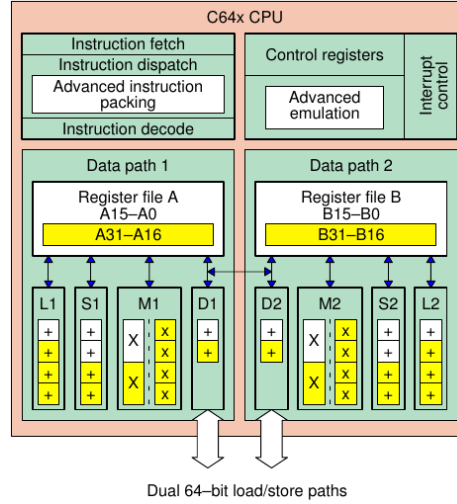 C64x CPU
Instruction fetch
Instruction dispatch
Advanced instruction
packing
Instruction decode
Control registers
Advanced
emulation
Interrupt
control
Data path 1
Register file A
A15–A0
A31–A16
Data path 2
Register file B
B15–B0
B31–B16
L1 S1 M1 D1 D2 M2 S2 L2
+ + X x + + X x + +
+ + x + + x + +
+ + X x X x + +
+ + x x + +
Dual 64–bit load/store paths